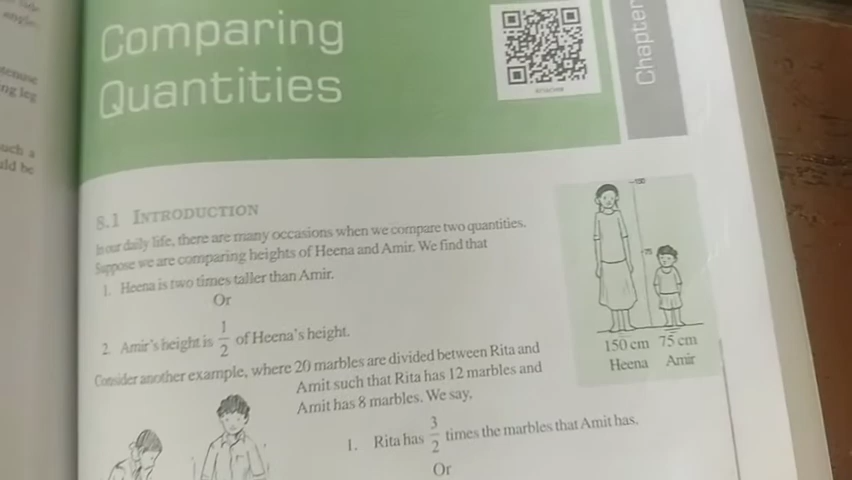 Comparing
Quantities
Chapter
8.1 INTRODUCTION
In our daily life, there are many occasions when we compare two quantities.
Suppose we are comparing heights of Heena and Amir. We find that
1. Heena is two times taller than Amir.
Or
2. Amir's height is 1/2 of Heena's height.
150
75
150 cm 75 cm
Heena Amir
Consider another example, where 20 marbles are divided between Rita and
Amit such that Rita has 12 marbles and
Amit has 8 marbles. We say,
1. Rita has 3/2 times the marbles that Amit has.
Or